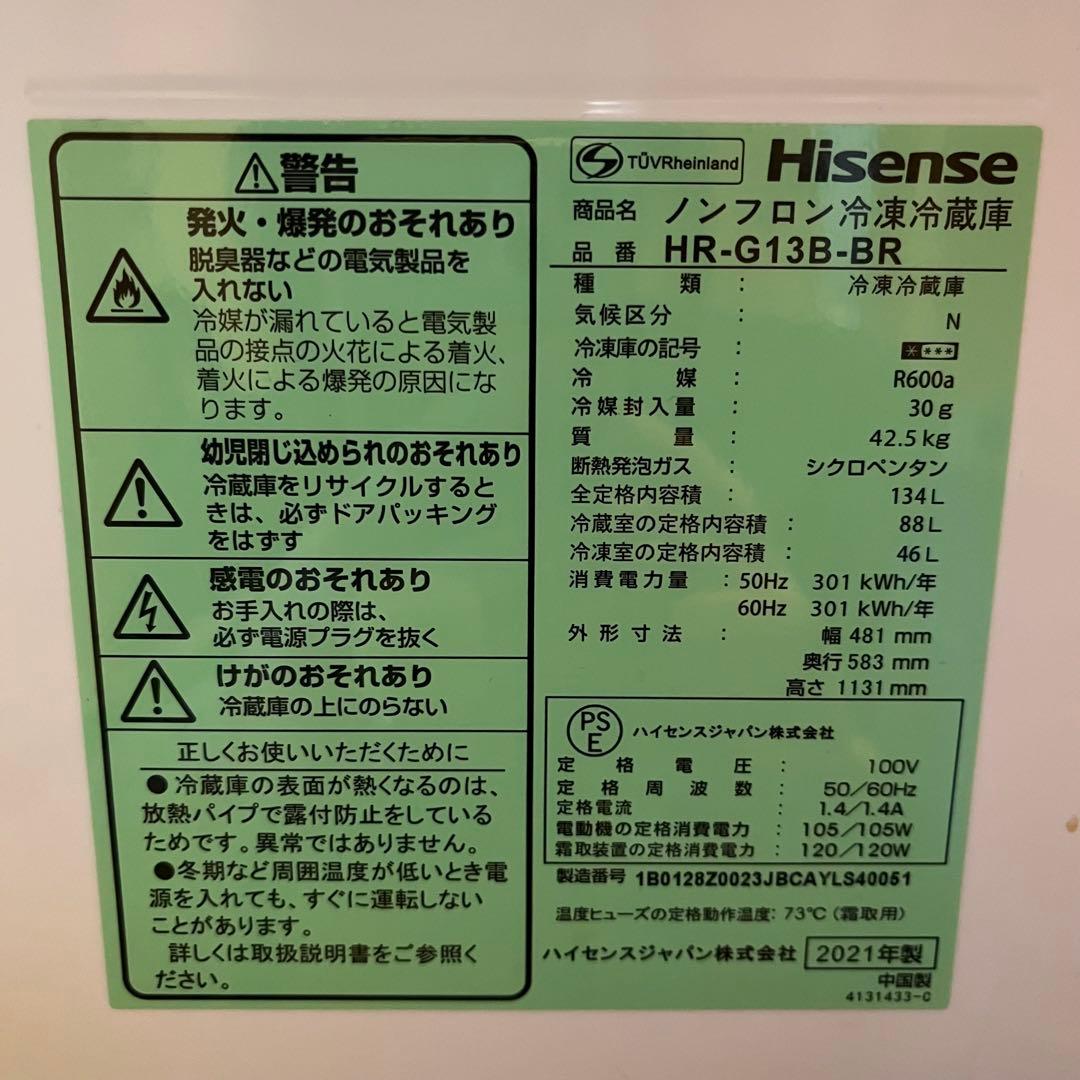 ⚠警告
発火・爆発のおそれあり
脱臭器などの電気製品を
入れない
冷媒が漏れていると電気製
品の接点の火花による着火、
着火による爆発の原因にな
ります。
幼児閉じ込められのおそれあり
冷蔵庫をリサイクルすると
きは、必ずドアパッキング
をはずす
感電のおそれあり
お手入れの際は、
必ず電源プラグを抜く
けがのおそれあり
冷蔵庫の上にのらない
正しくお使いいただくために
●冷蔵庫の表面が熱くなるのは、
放熱パイプで露付防止をしている
ためです。異常ではありません。
●冬期など周囲温度が低いとき電
源を入れても、すぐに運転しない
ことがあります。
詳しくは取扱説明書をご参照く
ださい。
TÜVRheinland Hisense
商品名 ノンフロン冷凍冷蔵庫
品番 HR-G13B-BR
種類 : 冷凍冷蔵庫
気候区分 : N
冷凍庫の記号 : ****
冷媒 : R600a
冷媒封入量 : 30g
質量 : 42.5kg
断熱発泡ガス : シクロペンタン
全定格内容積 : 134L
冷蔵室の定格内容積 : 88L
冷凍室の定格内容積 : 46L
消費電力量 : 50Hz 301 kWh/年
60Hz 301 kWh/年
外形寸法 : 幅 481 mm
奥行 583 mm
高さ 1131 mm
PSE ハイセンスジャパン株式会社
定格電圧 : 100V
定格周波数 : 50/60Hz
定格電流 : 1.4/1.4A
電動機の定格消費電力 : 105/105W
霜取装置の定格消費電力 : 120/120W
製造番号 1B0128Z0023JBCAYLS40051
温度ヒューズの定格動作温度: 73℃(霜取用)
ハイセンスジャパン株式会社 2021年製
中国製
4131433-C